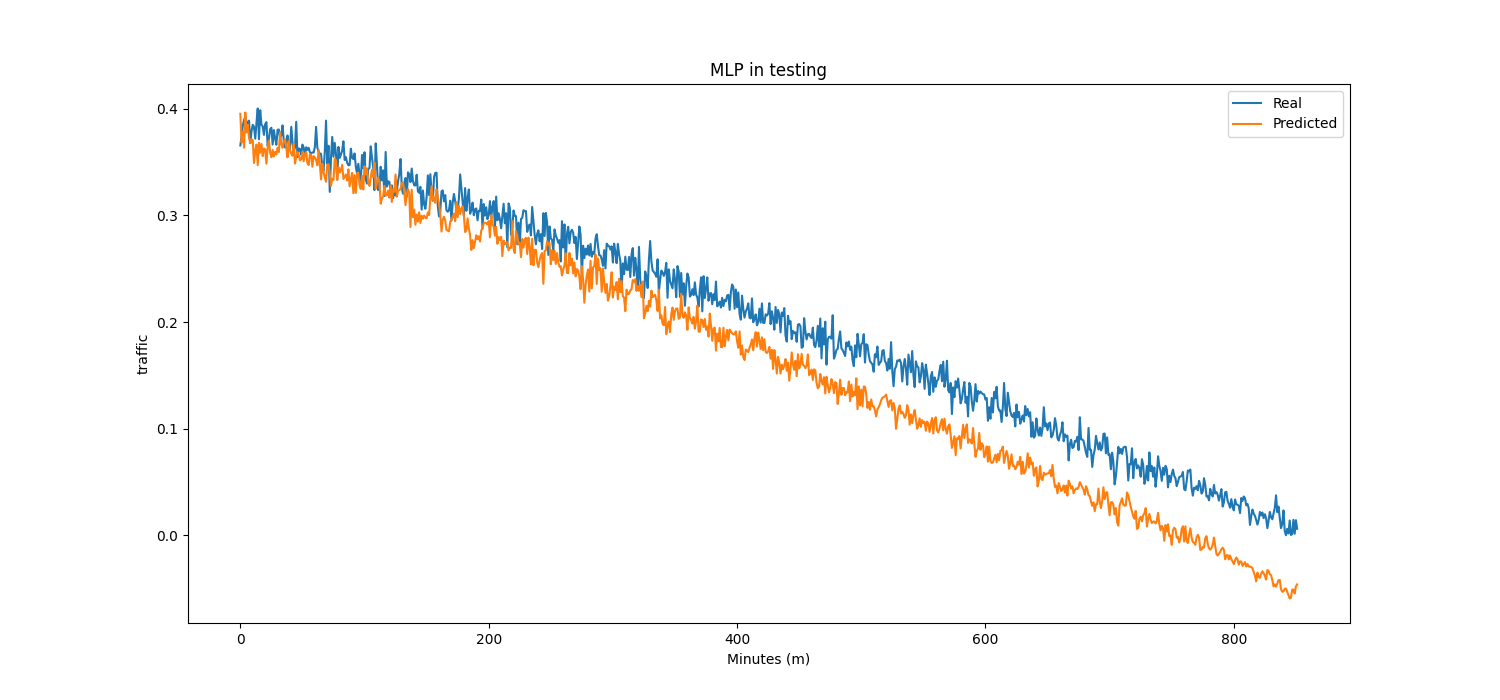 MLP in testing
Real
Predicted
0.4
0.3
0.2
0.1
0.0
traffic
0 200 400 600 800
Minutes (m)